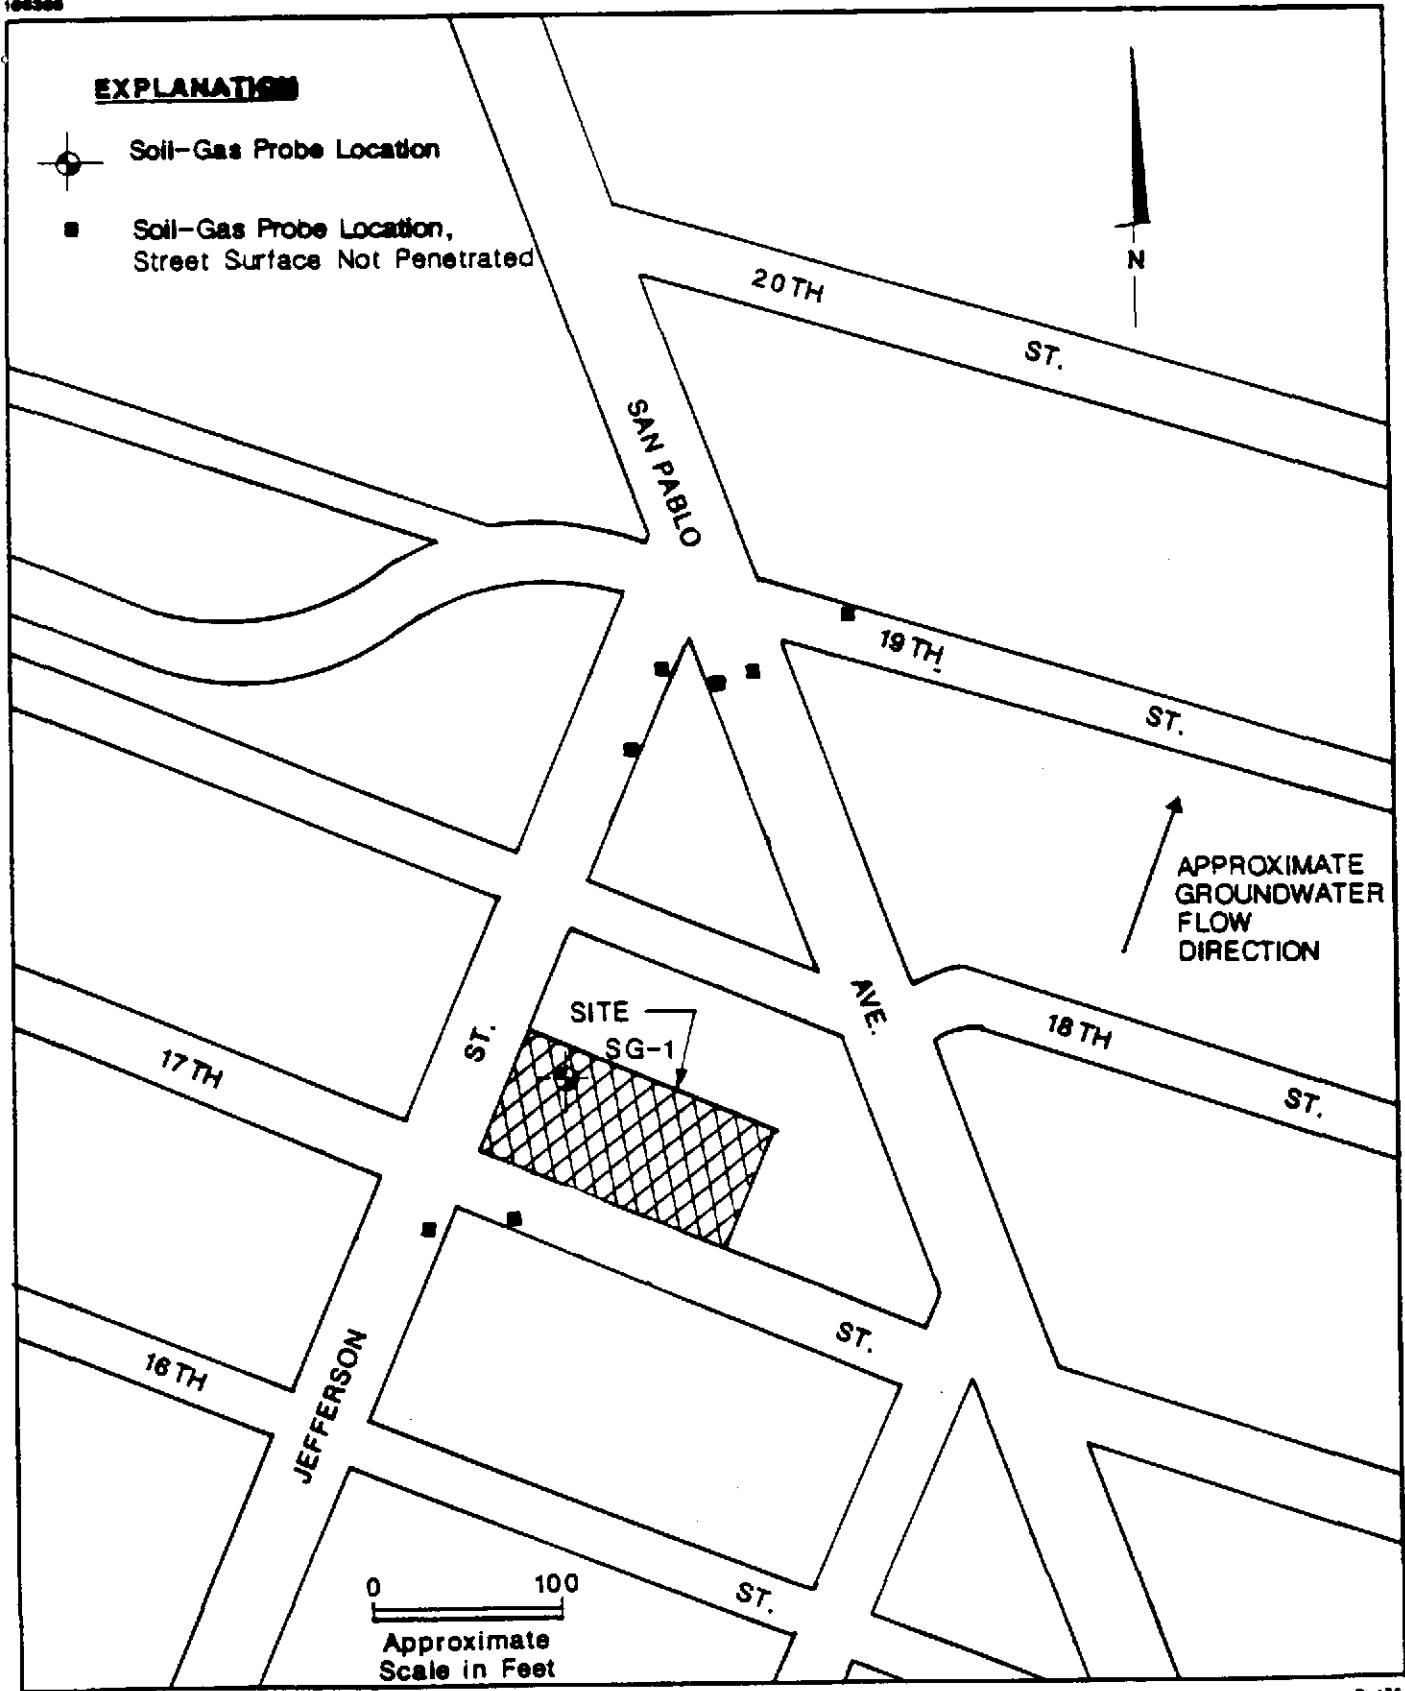 EXPLANATION
Soil-Gas Probe Location
Soil-Gas Probe Location,
Street Surface Not Penetrated
N
20TH
ST.
SAN PABLO
19TH
ST.
APPROXIMATE
GROUNDWATER
FLOW
DIRECTION
AVE.
SITE
SG-1
ST.
18TH
ST.
17TH
ST.
16TH
JEFFERSON
ST.
0 100
Approximate
Scale in Feet